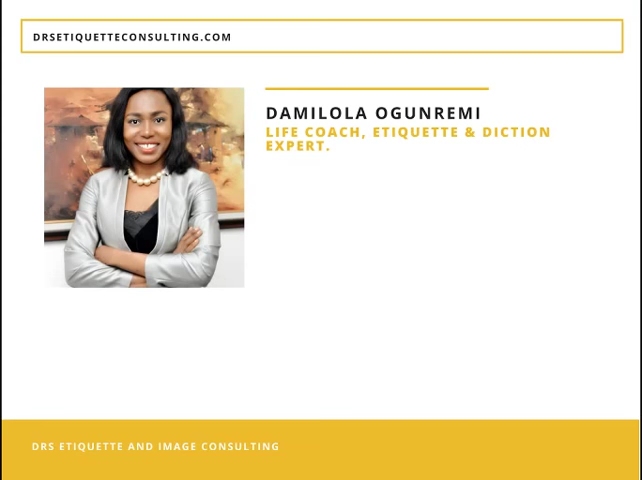 DRSETIQUETTECONSULTING.COM
DAMILOLA OGUNREMI
LIFE COACH, ETIQUETTE & DICTION
EXPERT.
DRS ETIQUETTE AND IMAGE CONSULTING